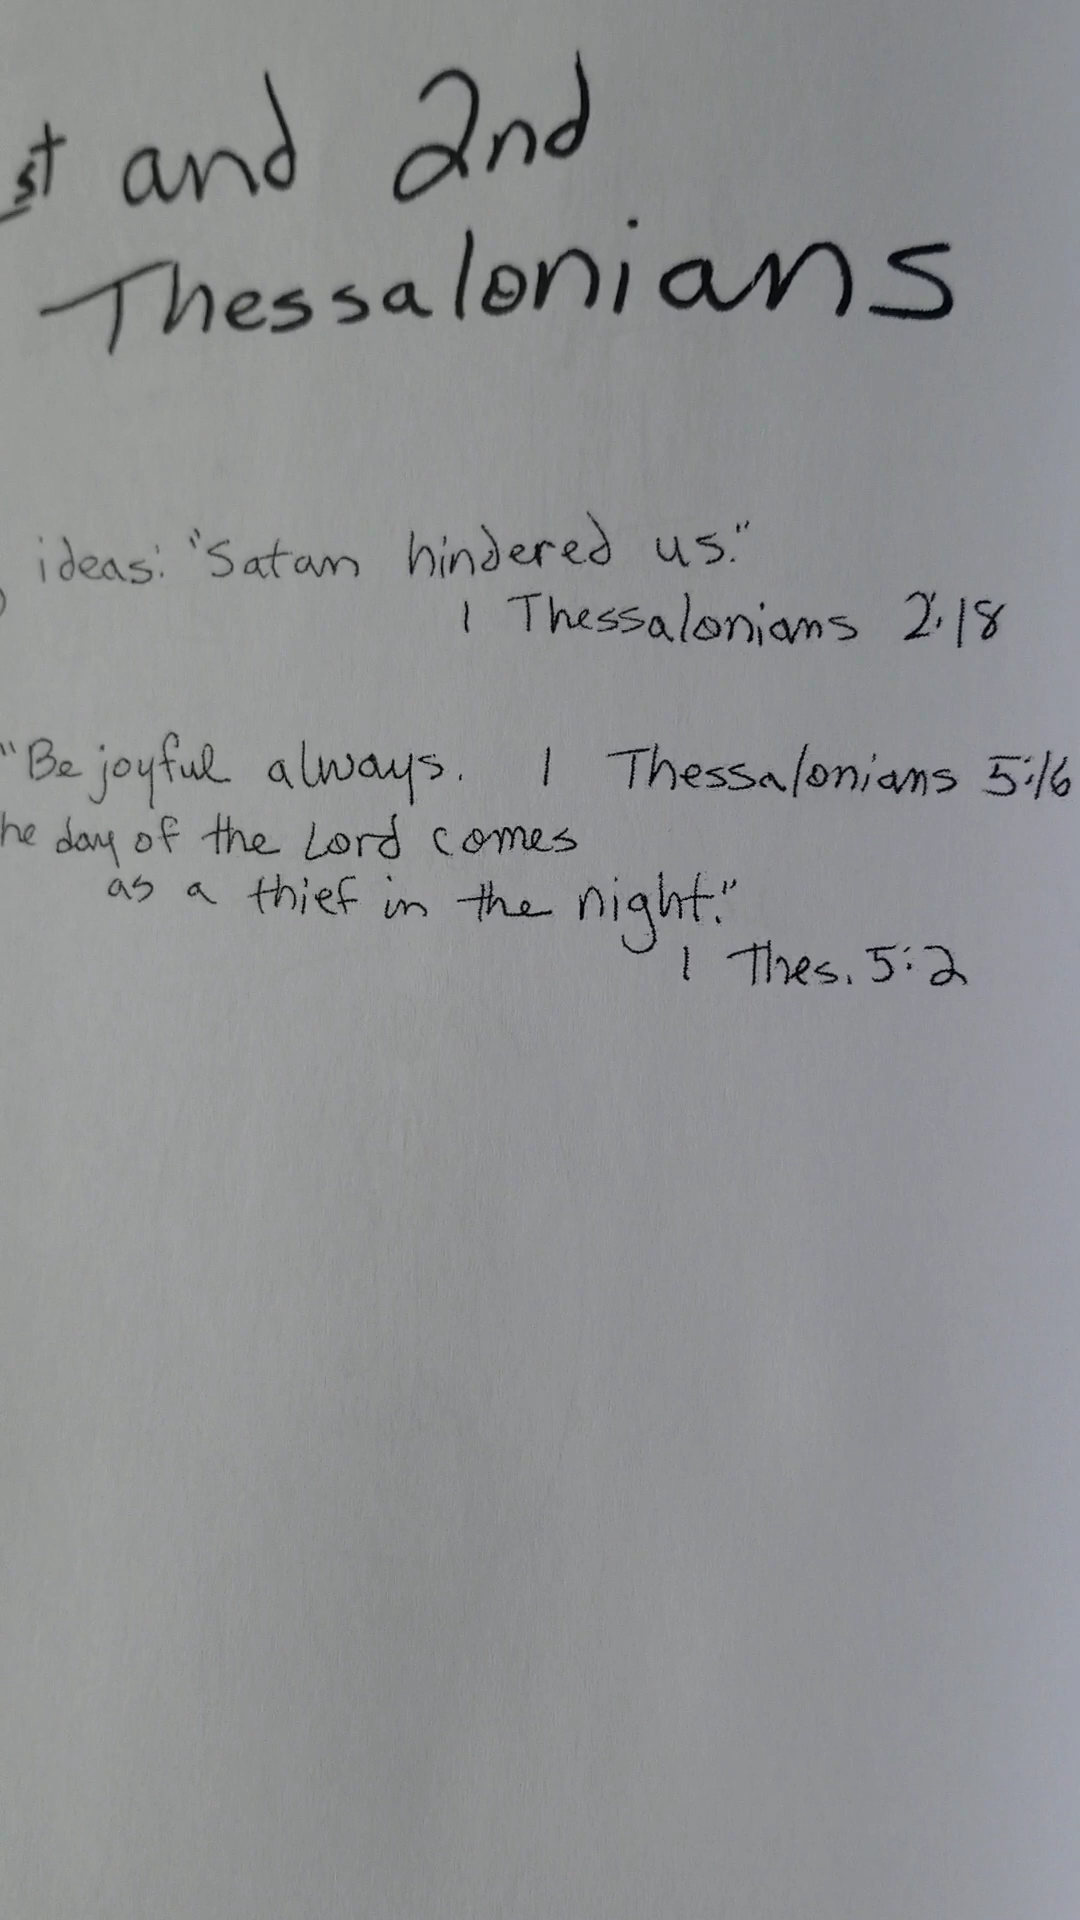 st and 2nd
Thessalonians
ideas: "Satan hindered us."
1 Thessalonians 2:18
"Be joyful always. 1 Thessalonians 5:16
he day of the Lord comes
as a thief in the night."
1 Thes. 5:2